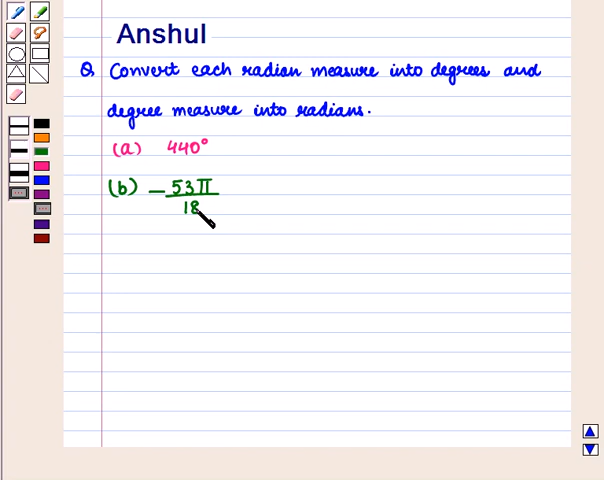 Anshul
Q Convert each radian measure into degrees and
degree measure into radians.
(a) 440°
(b) -53π/18